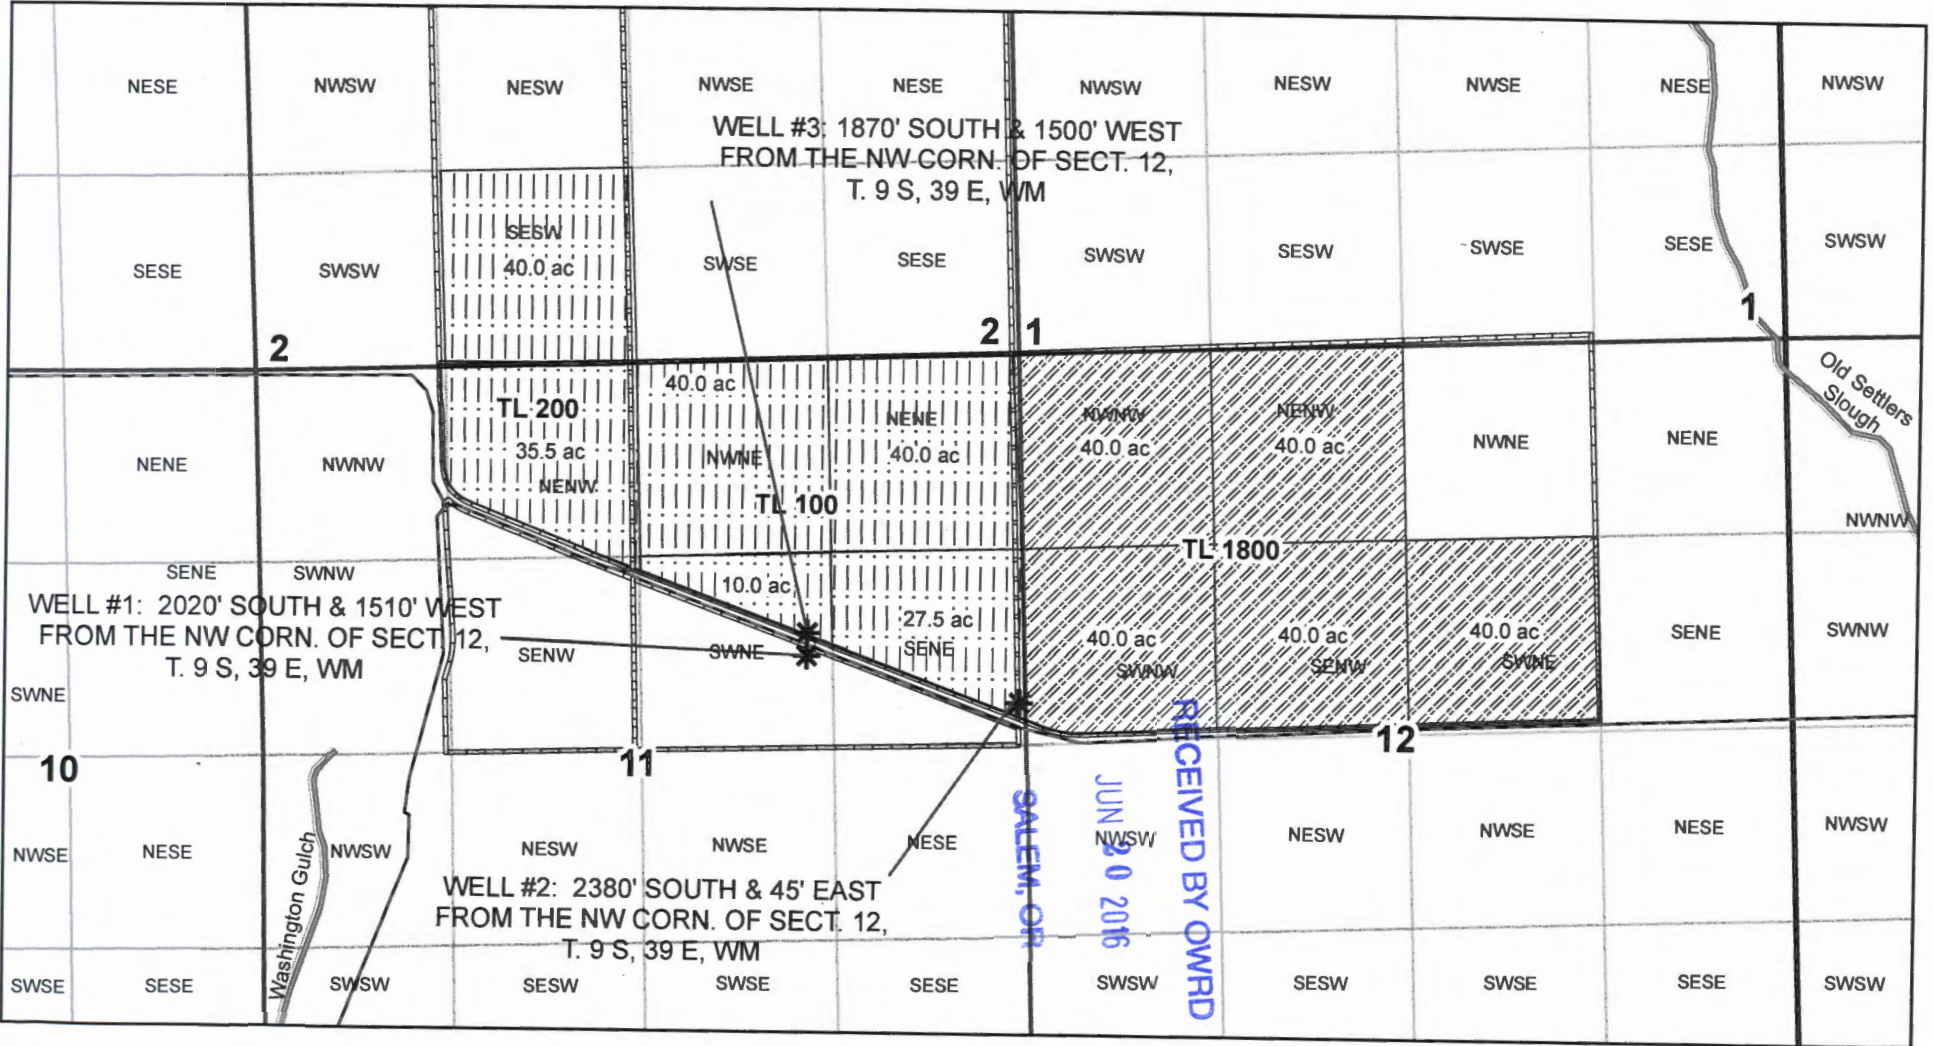 NESE NWSW NESW NWSE NESE NWSW NESW NWSE NESE NWSW
WELL #3: 1870' SOUTH & 1500' WEST
FROM THE NW CORN. OF SECT. 12,
T. 9 S, 39 E, WM
SESW
40.0 ac
SESE SWSW SWSE SESE SWSW SESW SWSE SESE SWSW
2 2 1 1
Old Settlers
Slough
40.0 ac
TL 200
35.5 ac
NENW
NENE NWNW NWNE
NENE
40.0 ac
TL 100
NWNW
40.0 ac
NENW
40.0 ac
NWNE NENE
NWNW
TL 1800
SENE SWNW
WELL #1: 2020' SOUTH & 1510' WEST
FROM THE NW CORN. OF SECT. 12,
T. 9 S, 39 E, WM
SENW
10.0 ac
SWNE
27.5 ac
SENE
40.0 ac
SWNW
40.0 ac
SENW
40.0 ac
SWNE
SENE SWNW
SWNE
10 11 12
Washington Gulch
NWSE NESE NWSW NESW NWSE NESE NWSW NESW NWSE NESE NWSW
WELL #2: 2380' SOUTH & 45' EAST
FROM THE NW CORN. OF SECT. 12,
T. 9 S, 39 E, WM
RECEIVED BY OWRD
JUN 20 2016
SALEM, OR
SWSE SESE SWSW SESW SWSE SESE SWSW SESW SWSE SESE SWSW